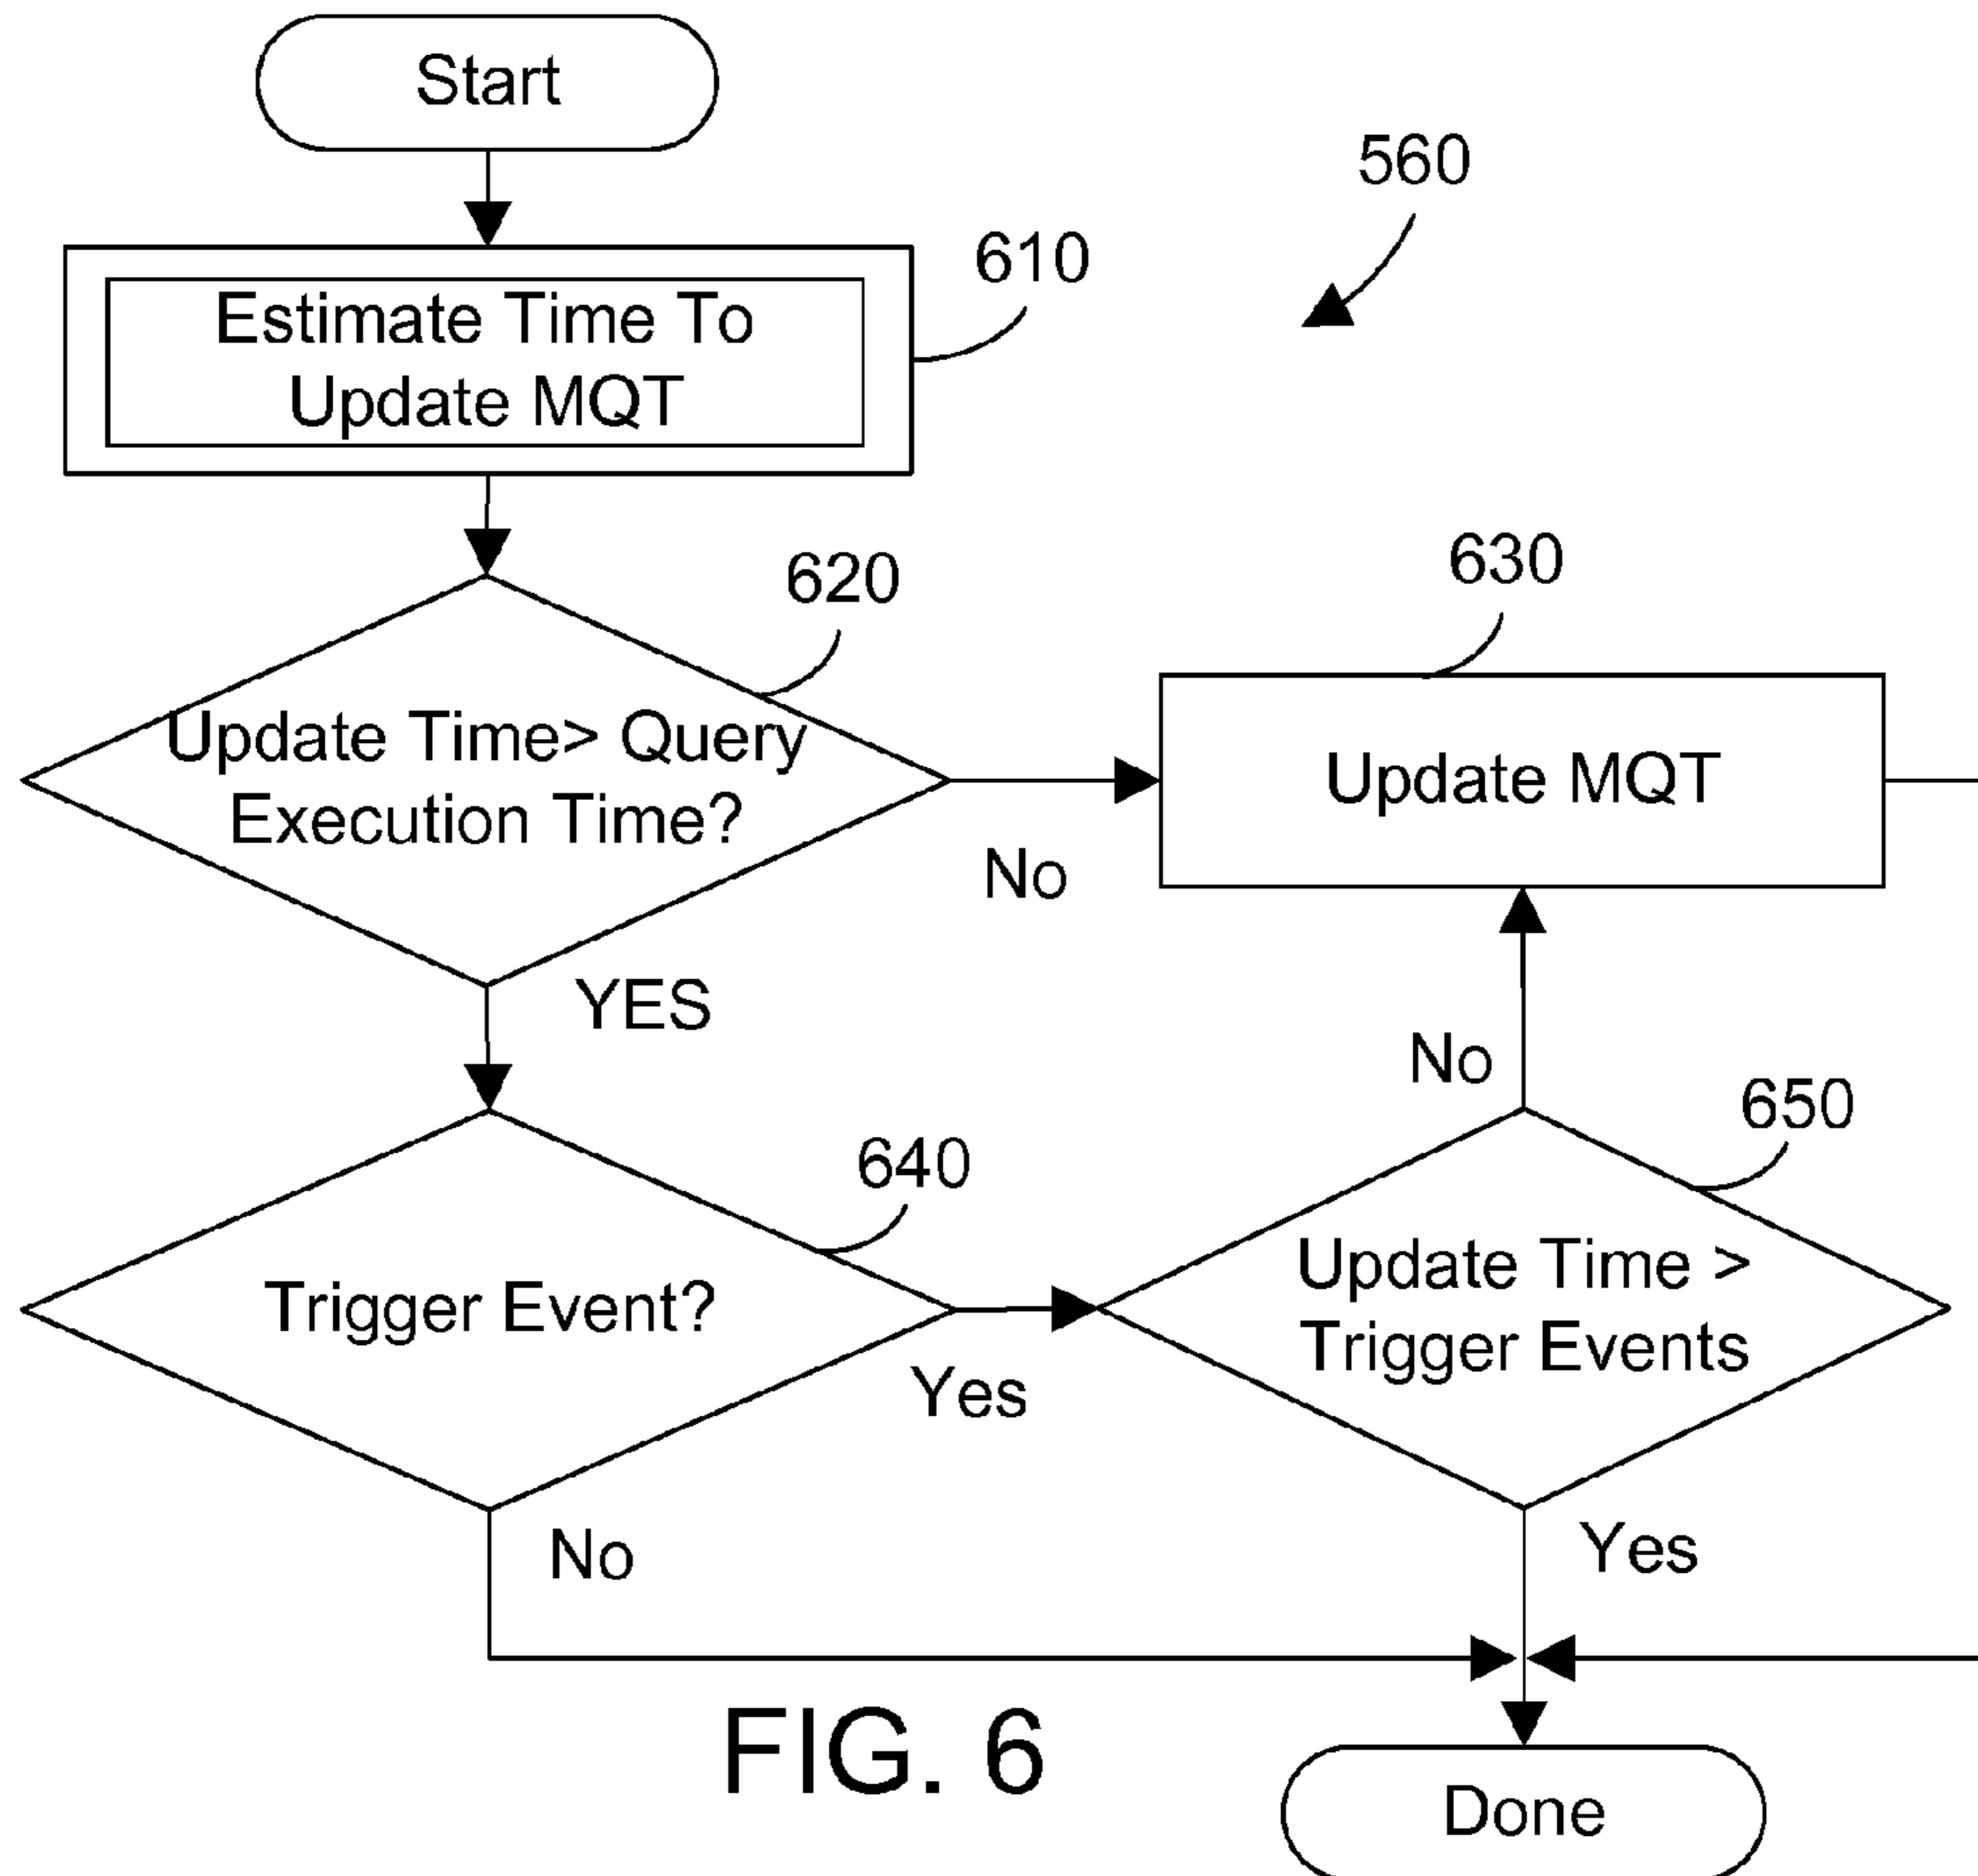 Start
560
610
Estimate Time To
Update MQT
620
630
Update Time> Query
Execution Time?
Update MQT
No
YES
No
650
640
Update Time >
Trigger Events
Trigger Event?
Yes
No
Yes
FIG. 6
Done